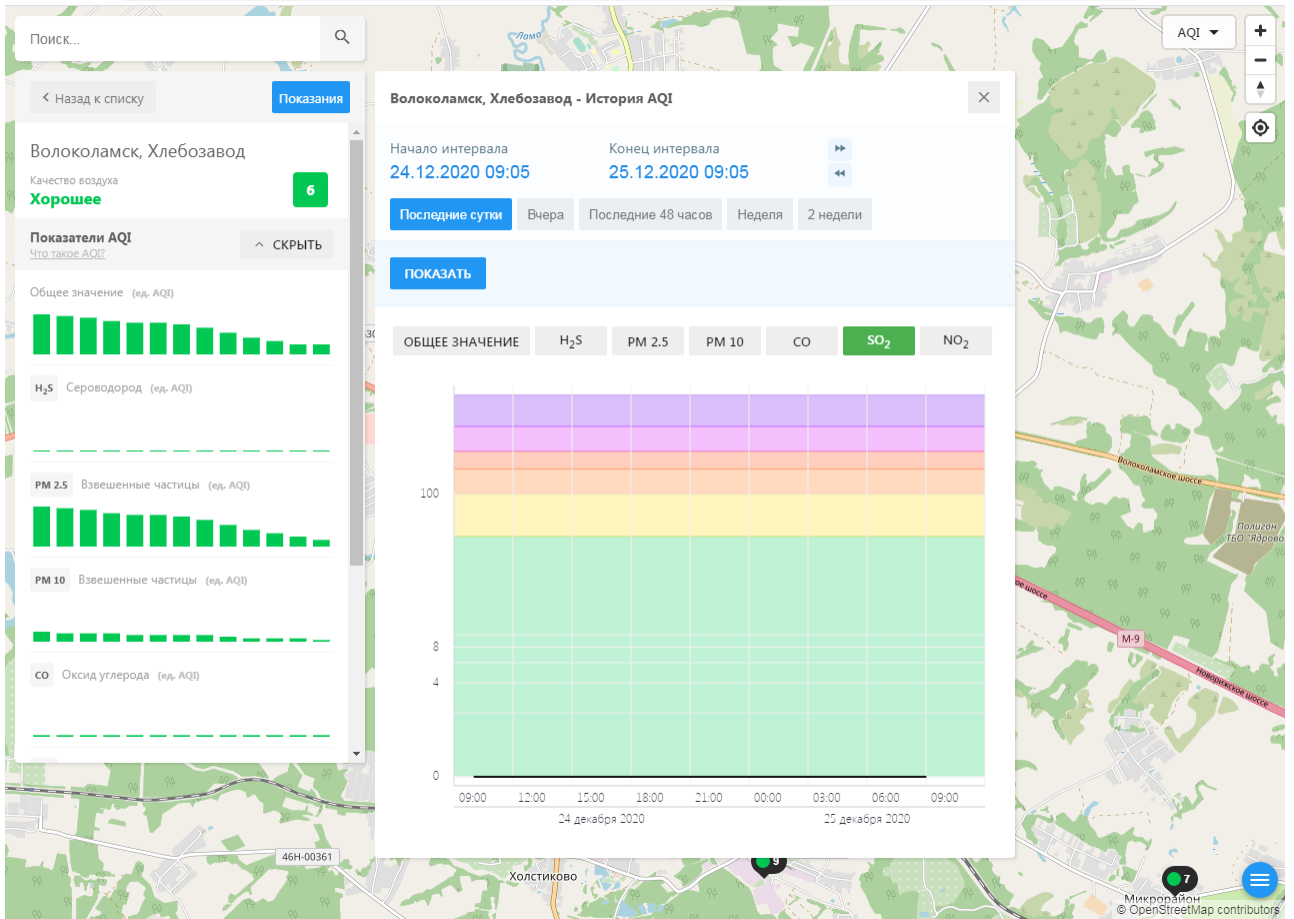 Поиск...
AQI
Ломо
Назад к списку
Показания
Волоколамск, Хлебозавод
Качество воздуха
Хорошее
6
Показатели AQI
Что такое AQI?
СКРЫТЬ
Общее значение (ед. AQI)
H2S Сероводород (ед. AQI)
PM 2.5 Взвешенные частицы (ед. AQI)
PM 10 Взвешенные частицы (ед. AQI)
CO Оксид углерода (ед. AQI)
Волоколамск, Хлебозавод - История AQI
Начало интервала
24.12.2020 09:05
Конец интервала
25.12.2020 09:05
Последние сутки
Вчера
Последние 48 часов
Неделя
2 недели
ПОКАЗАТЬ
ОБЩЕЕ ЗНАЧЕНИЕ
H2S
PM 2.5
PM 10
CO
SO2
NO2
100
8
4
0
09:00 12:00 15:00 18:00 21:00 00:00 03:00 06:00 09:00
24 декабря 2020 25 декабря 2020
Волоколамское шоссе
Полигон
ТБО "Ядрово
ое шоссе
М-9
Новорижское шоссе
46Н-00361
Холстиково
9
7
Микрорайон
© OpenStreetMap contributors